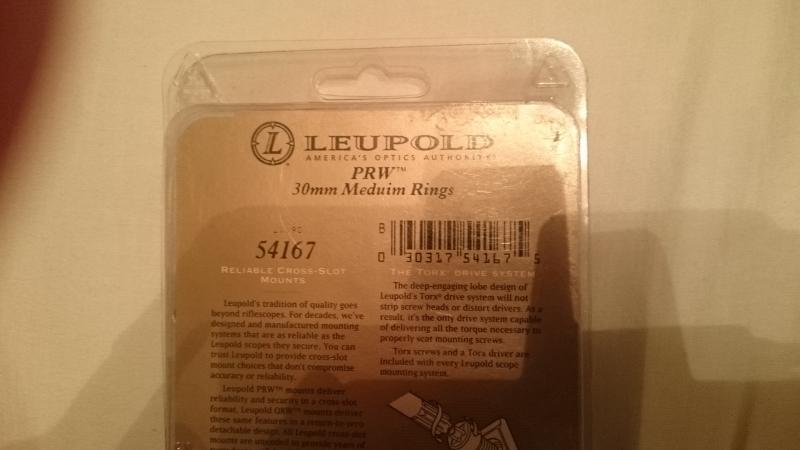 L
LEUPOLD
AMERICA'S OPTICS AUTHORITY®
PRW™
30mm Meduim Rings
54167
RELIABLE CROSS-SLOT
MOUNTS
Leupold's tradition of quality goes
beyond riflescopes. For decades, we've
designed and manufactured mounting
systems that are as reliable as the
Leupold scopes they secure. You can
trust Leupold to provide cross-slot
mount choices that don't compromise
accuracy or reliability.
Leupold PRW™ mounts deliver
reliability and security in a cross-slot
format. Leupold QRW™ mounts deliver
these same features in a return-to-zero
detachable design. All Leupold cross-slot
mounts are intended to provide years of
B
0 30317 54167 5
THE TORX® DRIVE SYSTEM
The deep-engaging lobe design of
Leupold's Torx® drive system will not
strip screw heads or distort drivers. As a
result, it's the only drive system capable
of delivering all the torque necessary to
properly seat mounting screws.
Torx screws and a Torx driver are
included with every Leupold scope
mounting system.